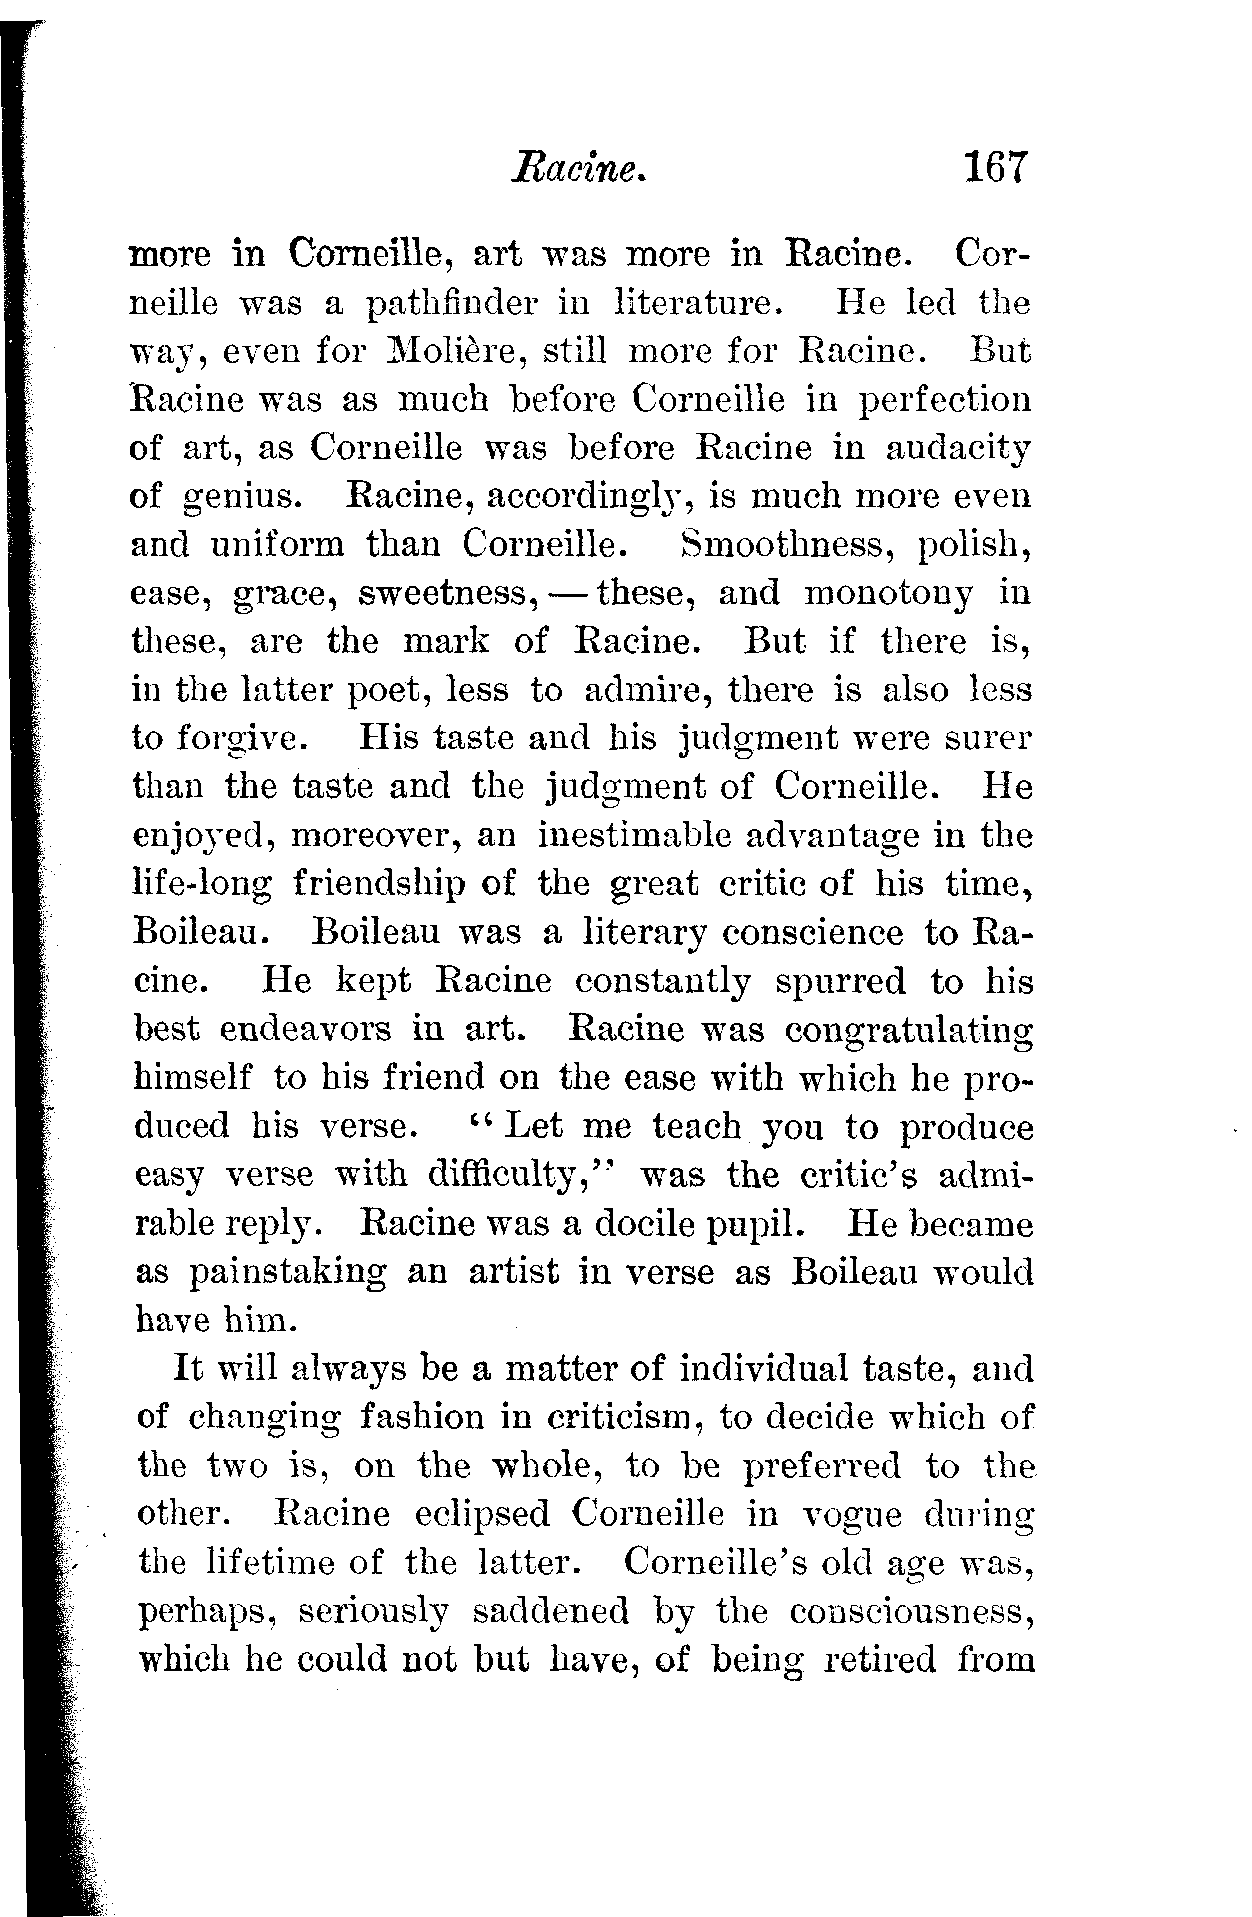 Racine. 167
more in Corneille, art was more in Racine. Cor-
neille was a pathfinder in literature. He led the
way, even for Molière, still more for Racine. But
Racine was as much before Corneille in perfection
of art, as Corneille was before Racine in audacity
of genius. Racine, accordingly, is much more even
and uniform than Corneille. Smoothness, polish,
ease, grace, sweetness, — these, and monotony in
these, are the mark of Racine. But if there is,
in the latter poet, less to admire, there is also less
to forgive. His taste and his judgment were surer
than the taste and the judgment of Corneille. He
enjoyed, moreover, an inestimable advantage in the
life-long friendship of the great critic of his time,
Boileau. Boileau was a literary conscience to Ra-
cine. He kept Racine constantly spurred to his
best endeavors in art. Racine was congratulating
himself to his friend on the ease with which he pro-
duced his verse. “Let me teach you to produce
easy verse with difficulty,” was the critic’s admi-
rable reply. Racine was a docile pupil. He became
as painstaking an artist in verse as Boileau would
have him.
It will always be a matter of individual taste, and
of changing fashion in criticism, to decide which of
the two is, on the whole, to be preferred to the
other. Racine eclipsed Corneille in vogue during
the lifetime of the latter. Corneille’s old age was,
perhaps, seriously saddened by the consciousness,
which he could not but have, of being retired from